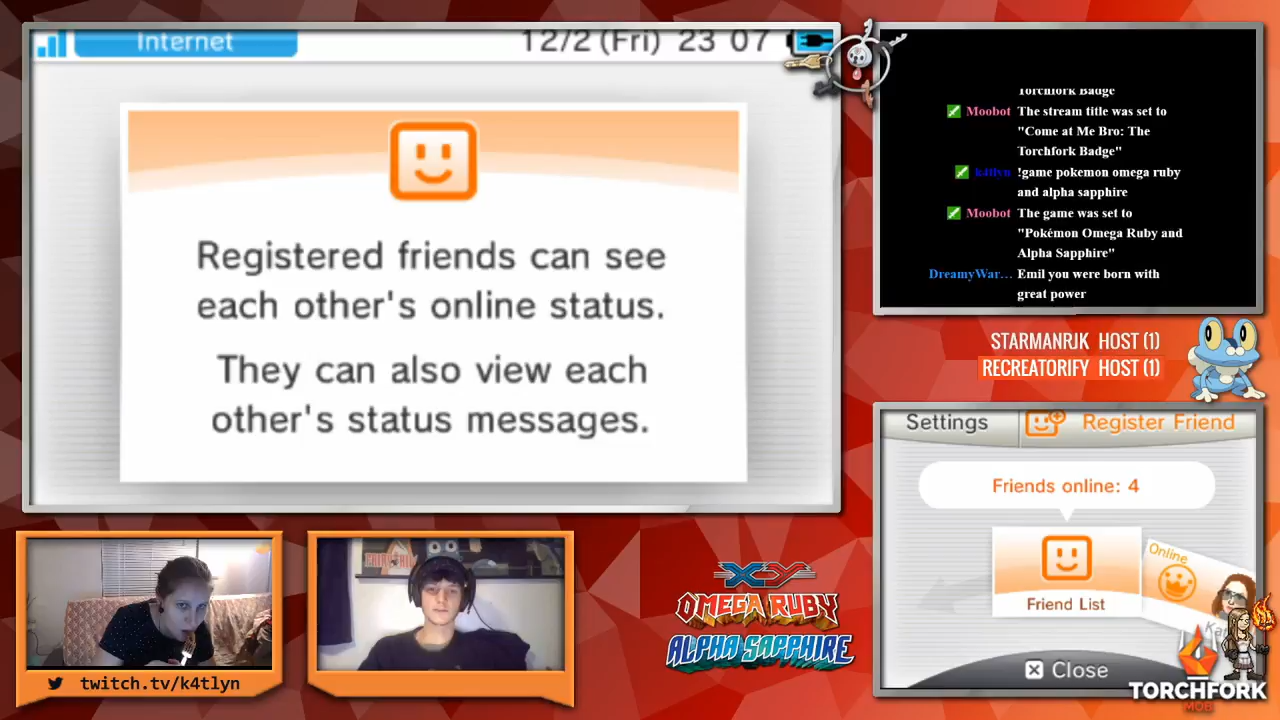 Internet
12/2 (Fri) 23 07
Registered friends can see
each other's online status.
They can also view each
other's status messages.
Torchfork Badge
Moobot The stream title was set to
"Come at Me Bro: The
Torchfork Badge"
k4tlyn !game pokemon omega ruby
and alpha sapphire
Moobot The game was set to
"Pokémon Omega Ruby and
Alpha Sapphire"
DreamyWar... Emil you were born with
great power
STARMANRJK HOST (1)
RECREATORIFY HOST (1)
Settings
Register Friend
Friends online: 4
Online
Friend List
Close
twitch.tv/k4tlyn
XY
OMEGA RUBY
ALPHA SAPPHIRE
TORCHFORK
MOB